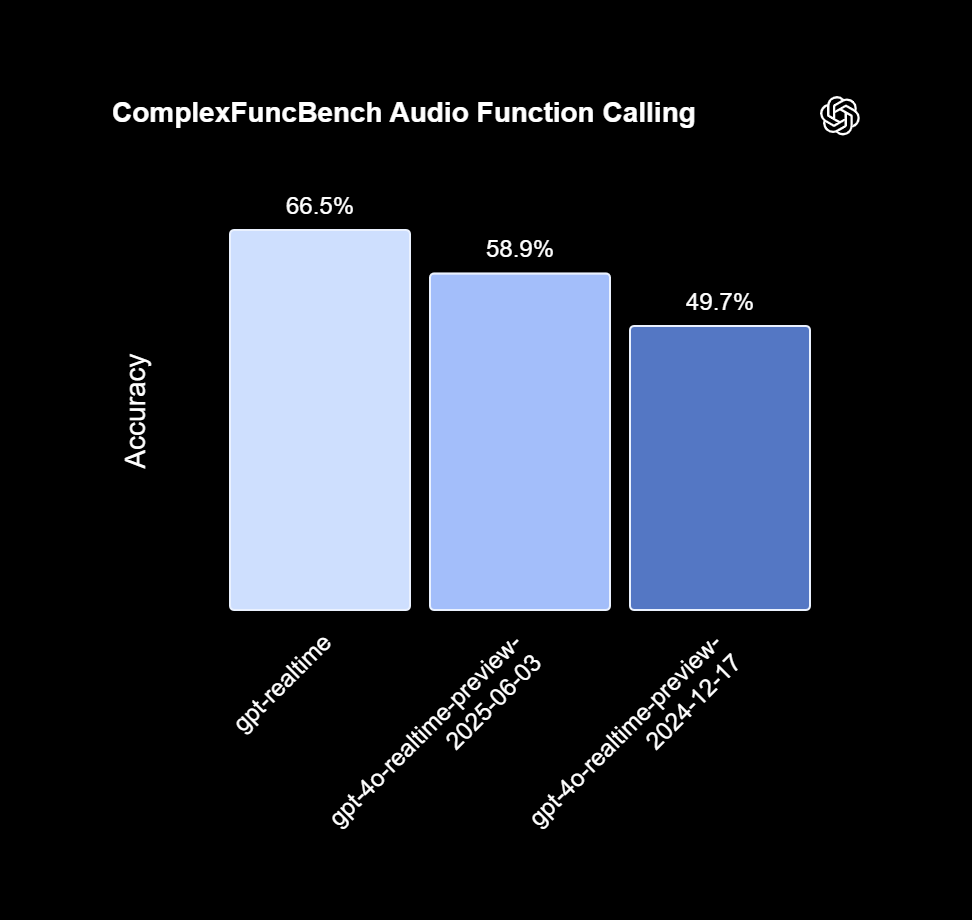 ComplexFuncBench Audio Function Calling
66.5%
58.9%
49.7%
Accuracy
gpt-realtime
gpt-4o-realtime-preview-
2025-06-03
gpt-4o-realtime-preview-
2024-12-17